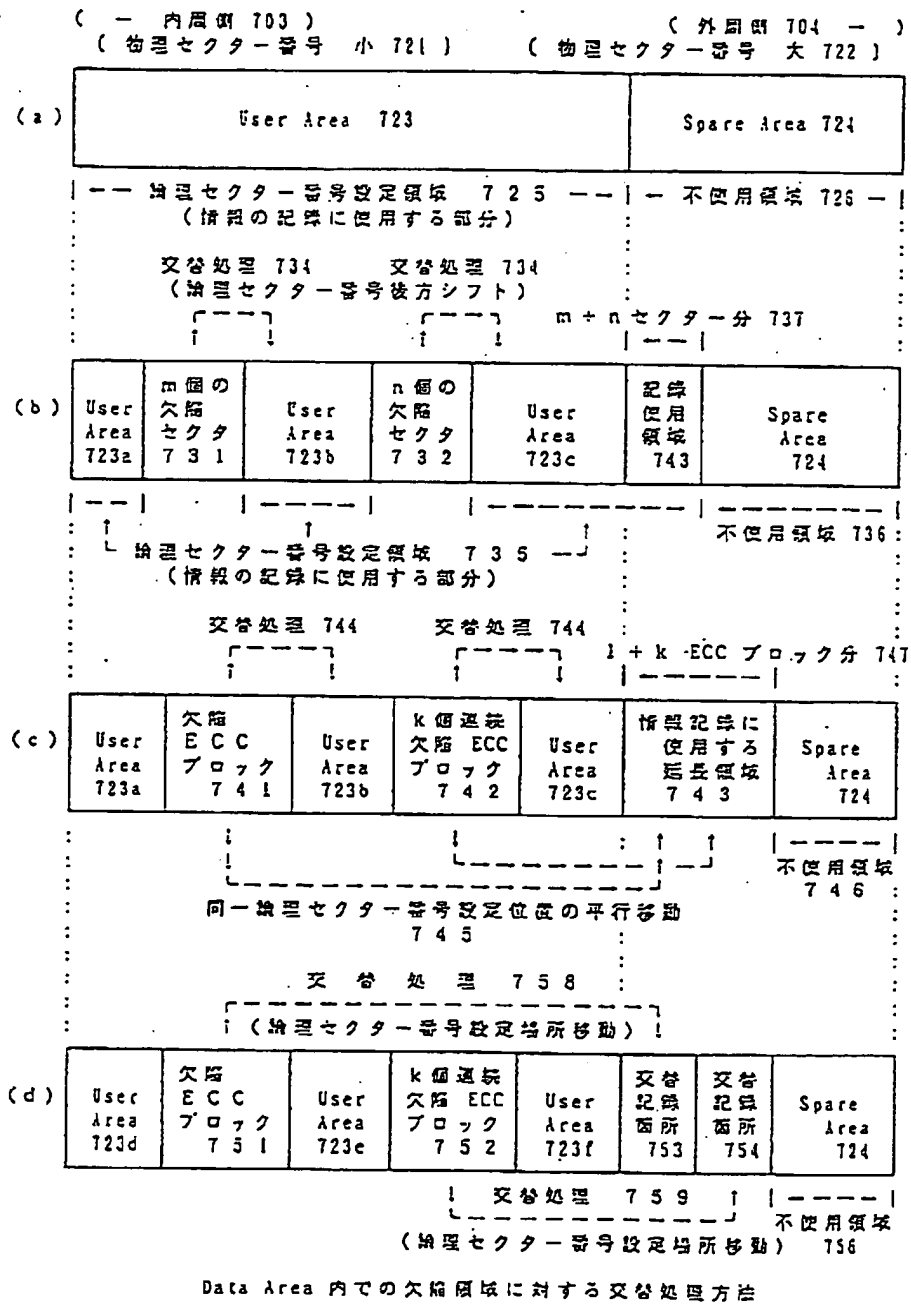 ( ― 内周側 703 ) ( 外周側 704 ― )
( 物理セクター番号 小 721 ) ( 物理セクター番号 大 722 )
(a) User Area 723 Spare Area 724
論理セクター番号設定領域 725 不使用領域 726
(情報の記録に使用する部分)
交替処理 734 交替処理 734
(論理セクター番号後方シフト)
m + n セクター分 737
(b) User Area 723a
m個の欠陥セクタ 731
User Area 723b
n個の欠陥セクタ 732
User Area 723c
記録使用領域 743
Spare Area 724
不使用領域 736
論理セクター番号設定領域 735
(情報の記録に使用する部分)
交替処理 744 交替処理 744
1 + k ECC ブロック分 747
(c) User Area 723a
欠陥 ECC ブロック 741
User Area 723b
k個連続欠陥 ECC ブロック 742
User Area 723c
情報記録に使用する延長領域 743
Spare Area 724
不使用領域 746
同一論理セクター番号設定位置の平行移動
745
交替処理 758
(論理セクター番号設定場所移動)
(d) User Area 723d
欠陥 ECC ブロック 751
User Area 723e
k個連続欠陥 ECC ブロック 752
User Area 723f
交替記録箇所 753
交替記録箇所 754
Spare Area 724
交替処理 759
不使用領域
(論理セクター番号設定場所移動) 756
Data Area 内での欠陥領域に対する交替処理方法